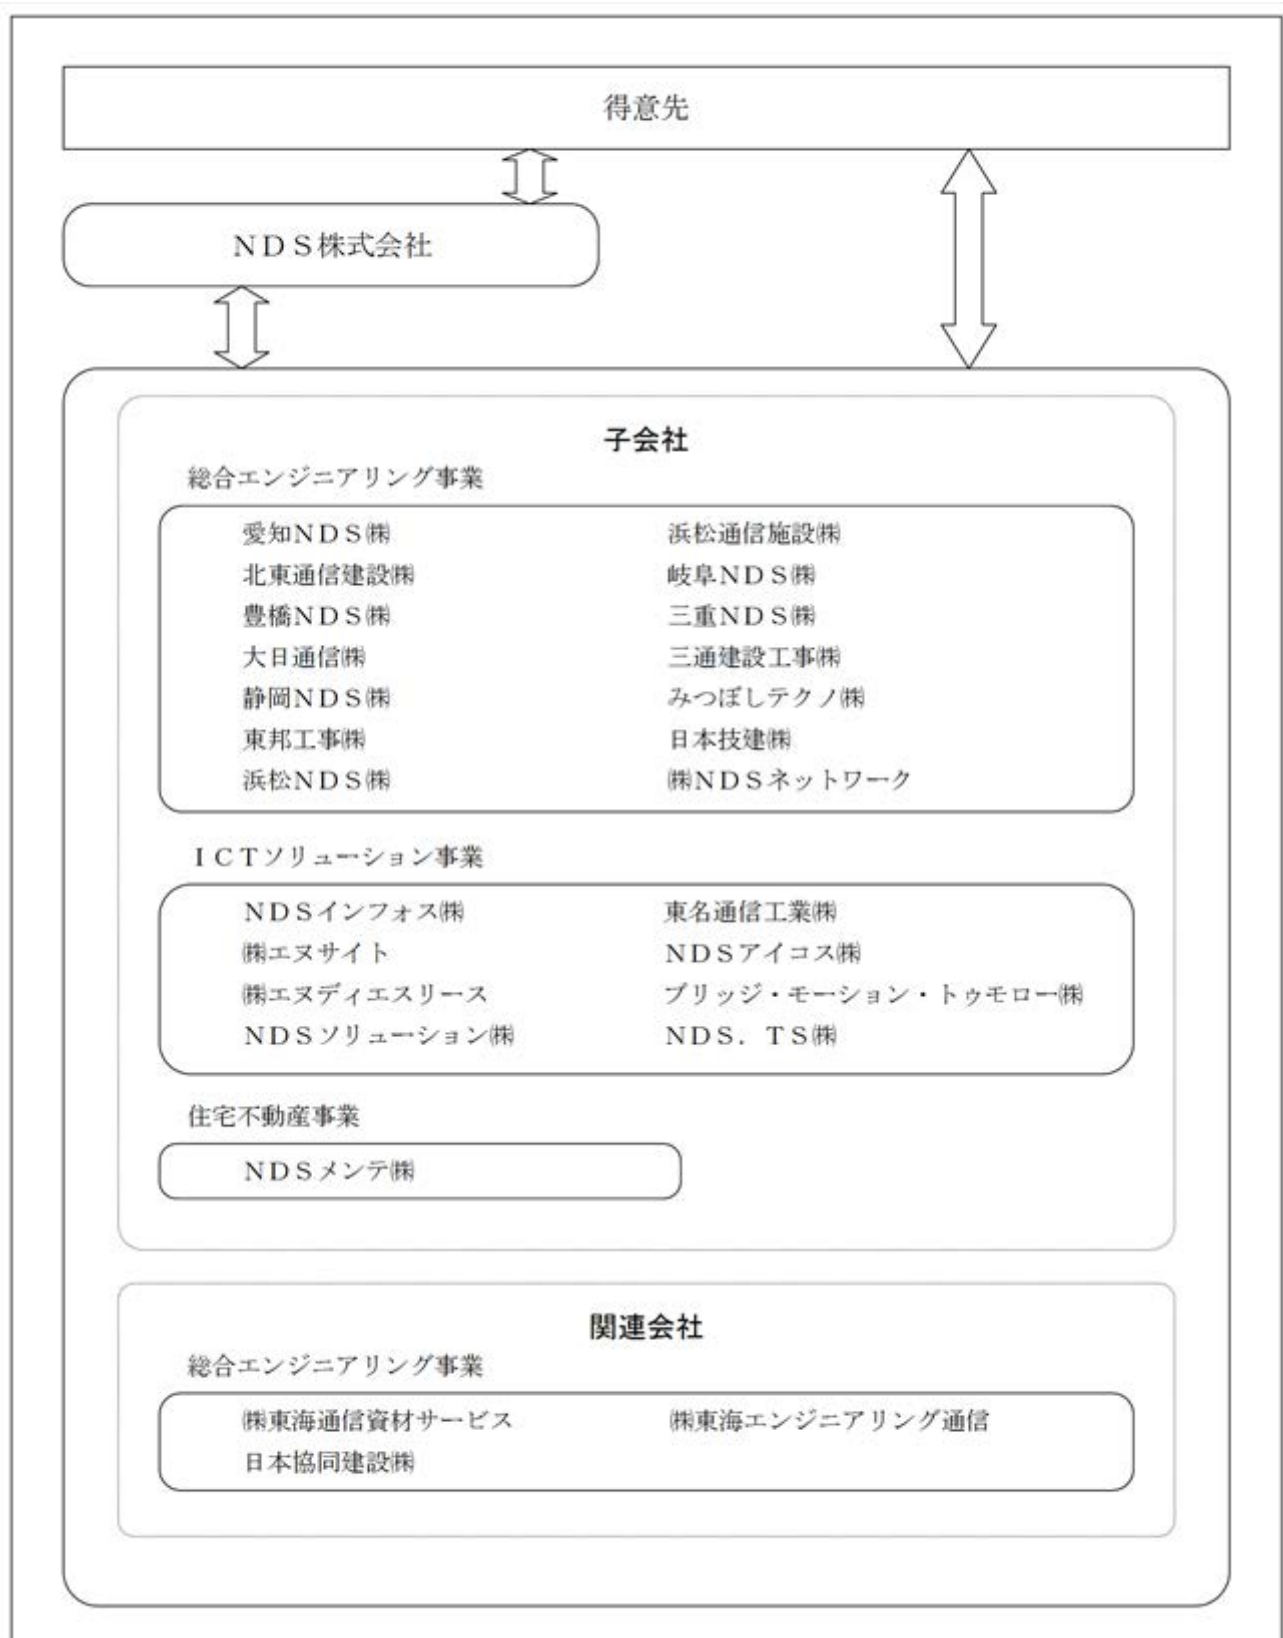 得意先
ＮＤＳ株式会社
子会社
総合エンジニアリング事業
愛知ＮＤＳ㈱ 浜松通信施設㈱
北東通信建設㈱ 岐阜ＮＤＳ㈱
豊橋ＮＤＳ㈱ 三重ＮＤＳ㈱
大日通信㈱ 三通建設工事㈱
静岡ＮＤＳ㈱ みつぼしテクノ㈱
東邦工事㈱ 日本技建㈱
浜松ＮＤＳ㈱ ㈱ＮＤＳネットワーク
ＩＣＴソリューション事業
ＮＤＳインフォス㈱ 東名通信工業㈱
㈱エヌサイト ＮＤＳアイコス㈱
㈱エヌディエスリース ブリッジ・モーション・トゥモロー㈱
ＮＤＳソリューション㈱ ＮＤＳ．ＴＳ㈱
住宅不動産事業
ＮＤＳメンテ㈱
関連会社
総合エンジニアリング事業
㈱東海通信資材サービス ㈱東海エンジニアリング通信
日本協同建設㈱